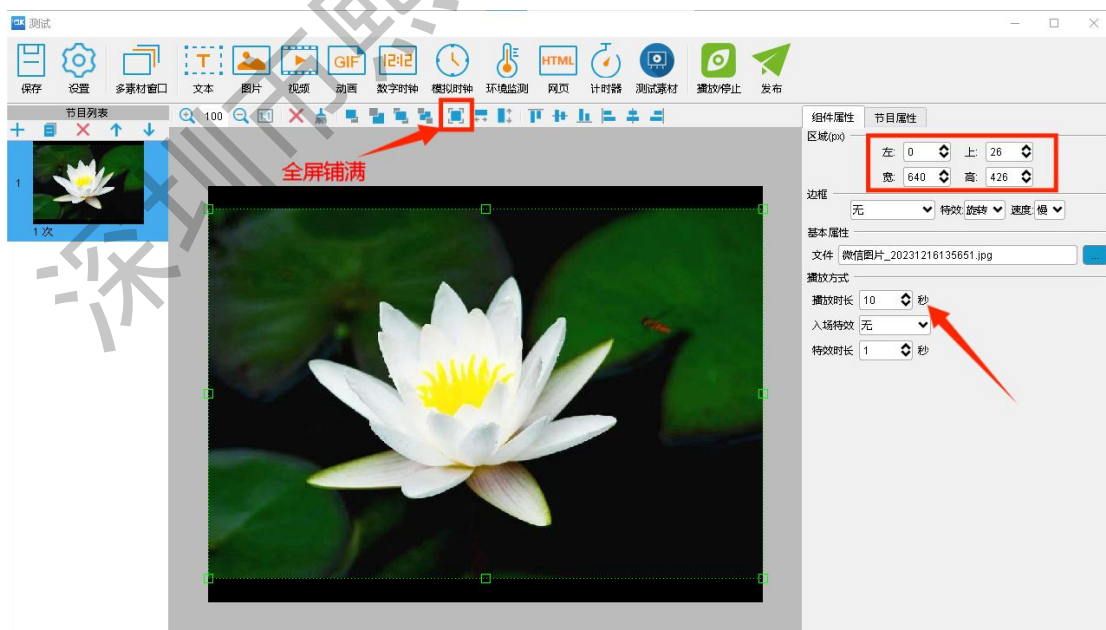 测试
保存 设置 多素材窗口 文本 图片 视频 动画 数字时钟 模拟时钟 环境监测 网页 计时器 测试素材 播放/停止 发布
GIF 12:12 HTML
节目列表
100 1:1
组件属性 节目属性
区域(px)
左: 0 上: 26
宽: 640 高: 426
边框
无 特效: 旋转 速度: 慢
基本属性
文件 微信图片_20231216135651.jpg ...
播放方式
播放时长 10 秒
入场特效 无
特效时长 1 秒
全屏铺满
1
1 次
深圳市熙